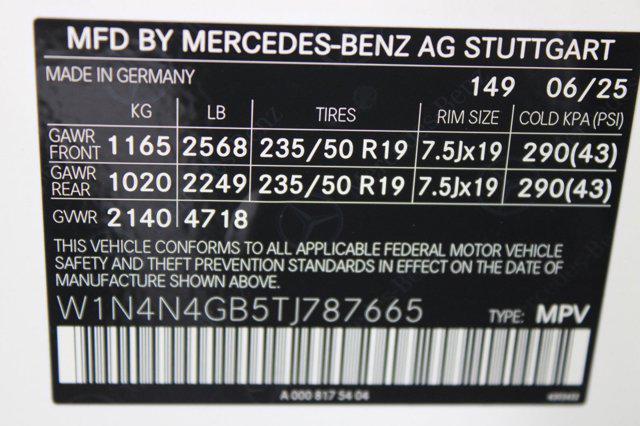 MFD BY MERCEDES-BENZ AG STUTTGART
MADE IN GERMANY 149 06/25
KG LB TIRES RIM SIZE COLD KPA (PSI)
GAWR FRONT 1165 2568 235/50 R19 7.5Jx19 290(43)
GAWR REAR 1020 2249 235/50 R19 7.5Jx19 290(43)
GVWR 2140 4718
THIS VEHICLE CONFORMS TO ALL APPLICABLE FEDERAL MOTOR VEHICLE
SAFETY AND THEFT PREVENTION STANDARDS IN EFFECT ON THE DATE OF
MANUFACTURE SHOWN ABOVE.
W1N4N4GB5TJ787665 TYPE: MPV
A 000 817 54 04